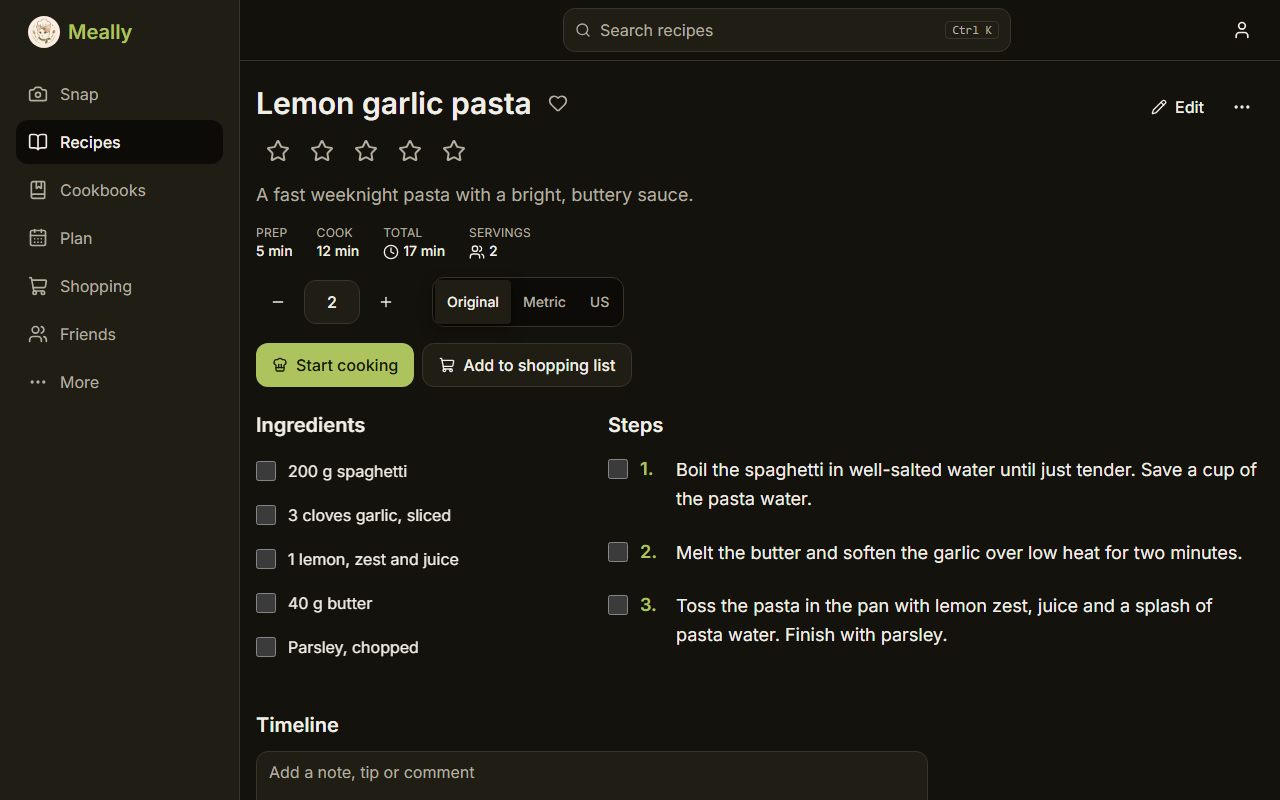 Meally
Search recipes
Ctrl K
Snap
Recipes
Cookbooks
Plan
Shopping
Friends
More
Lemon garlic pasta
Edit
A fast weeknight pasta with a bright, buttery sauce.
PREP COOK TOTAL SERVINGS
5 min 12 min 17 min 2
2
Original Metric US
Start cooking
Add to shopping list
Ingredients
200 g spaghetti
3 cloves garlic, sliced
1 lemon, zest and juice
40 g butter
Parsley, chopped
Steps
1. Boil the spaghetti in well-salted water until just tender. Save a cup of
the pasta water.
2. Melt the butter and soften the garlic over low heat for two minutes.
3. Toss the pasta in the pan with lemon zest, juice and a splash of
pasta water. Finish with parsley.
Timeline
Add a note, tip or comment